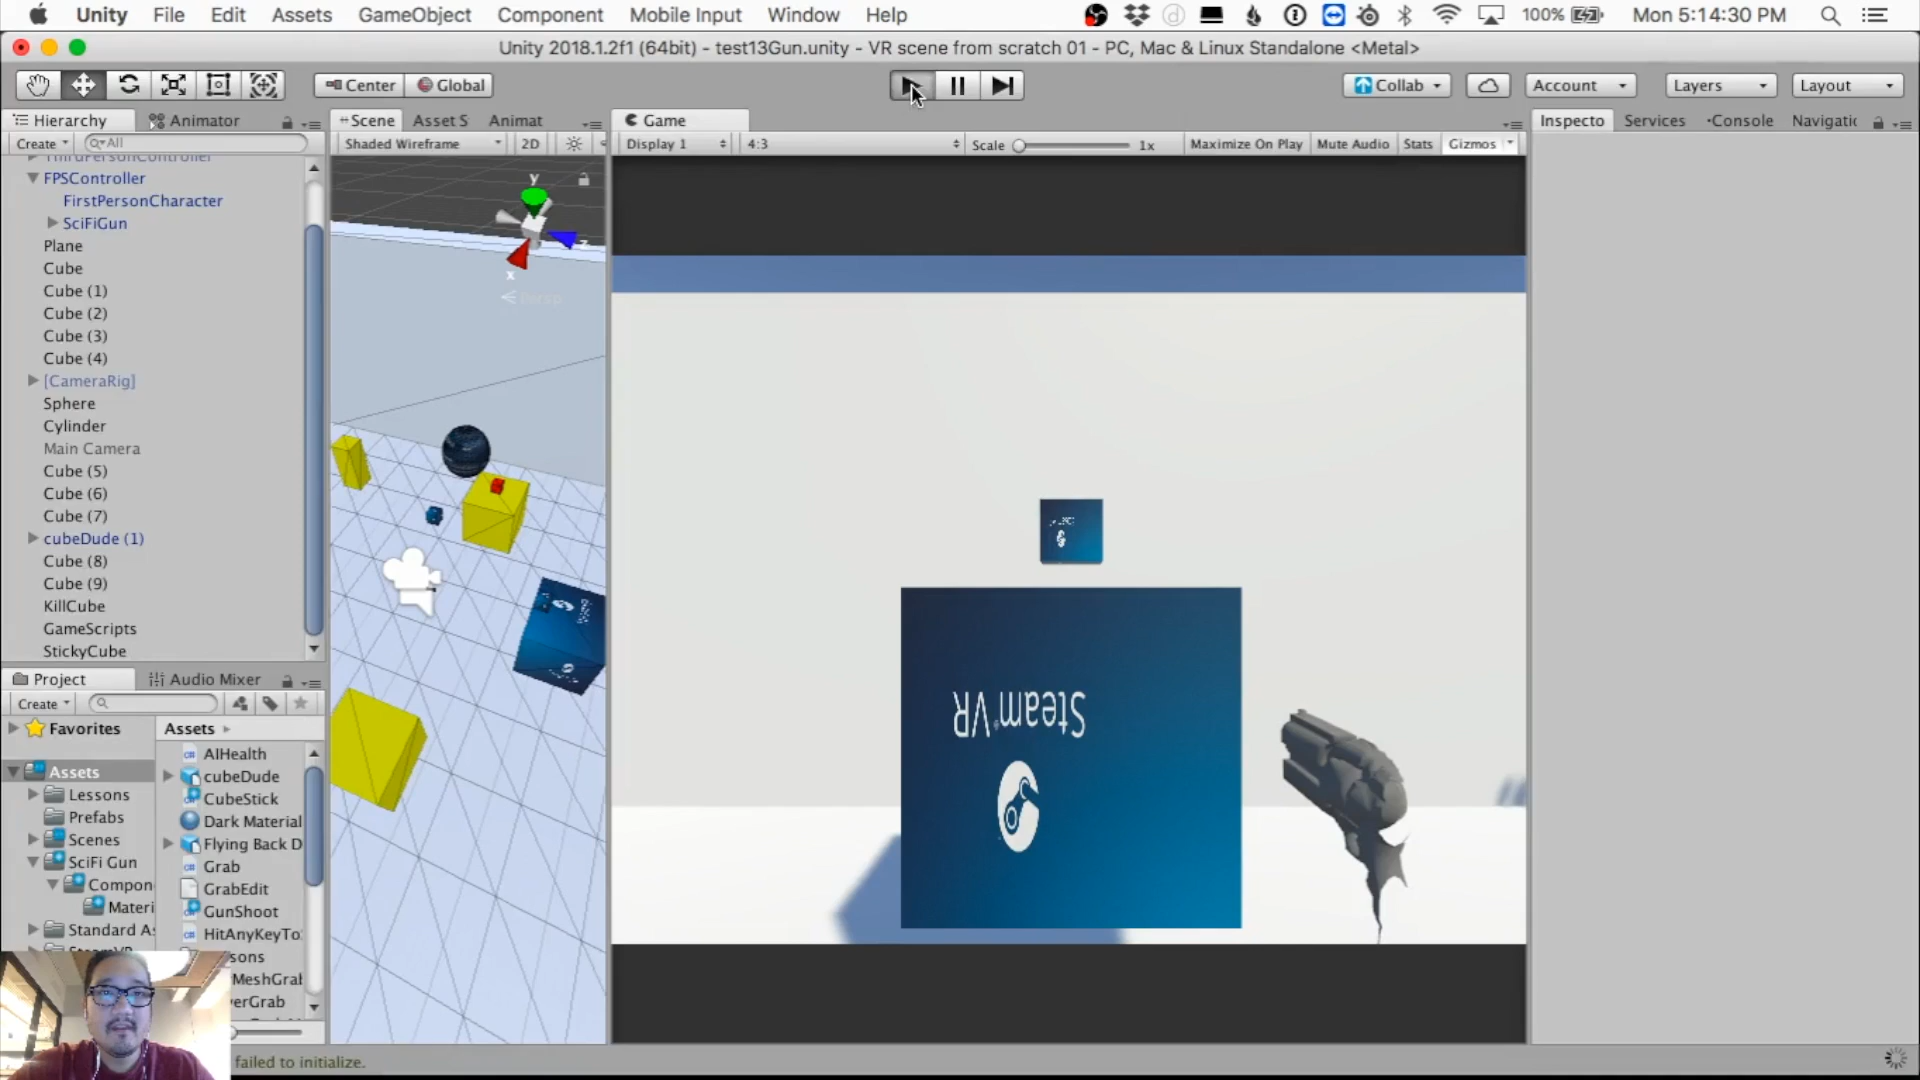 Unity File Edit Assets GameObject Component Mobile Input Window Help 100% Mon 5:14:30 PM
Unity 2018.1.2f1 (64bit) - test13Gun.unity - VR scene from scratch 01 - PC, Mac & Linux Standalone <Metal>
Center Global Collab Account Layers Layout
Hierarchy Animator Scene Asset S Animat Game Inspecto Services Console Navigatic
Create All Shaded Wireframe 2D Display 1 4:3 Scale 1x Maximize On Play Mute Audio Stats Gizmos
ThirdPersonController
FPSController
FirstPersonCharacter
SciFiGun
Plane
Cube
Cube (1)
Cube (2)
Cube (3)
Cube (4)
[CameraRig]
Sphere
Cylinder
Main Camera
Cube (5)
Cube (6)
Cube (7)
cubeDude (1)
Cube (8)
Cube (9)
KillCube
GameScripts
StickyCube
y
x
z
Persp
Steam VR
Project Audio Mixer
Create
Favorites
Assets
Lessons
Prefabs
Scenes
SciFi Gun
Compon
Materi
Standard As
SteamVR
Assets
AIHealth
cubeDude
CubeStick
Dark Material
Flying Back D
Grab
GrabEdit
GunShoot
HitAnyKeyTo
sons
MeshGrab
erGrab
failed to initialize.